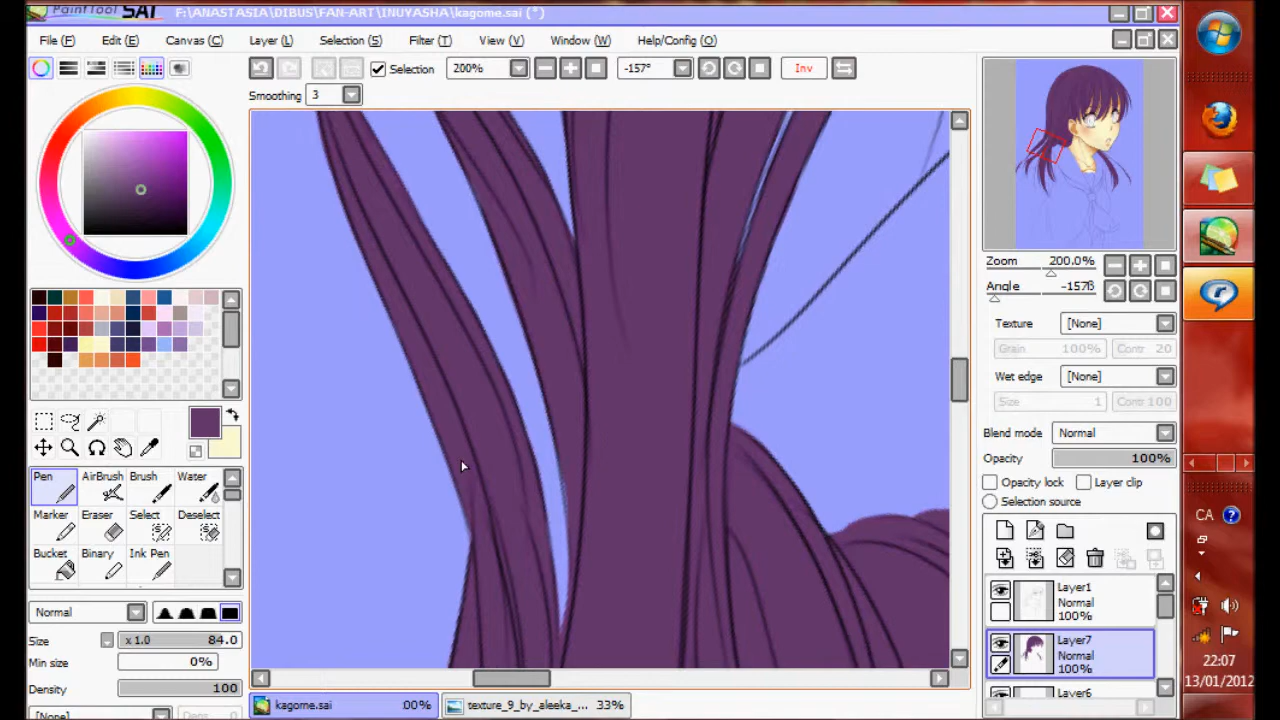 PaintTool SAI F:\ANASTASIA\DIBUS\FAN-ART\INUYASHA\kagome.sai (*)
File (F) Edit (E) Canvas (C) Layer (L) Selection (S) Filter (T) View (V) Window (W) Help/Config (O)
Selection 200% -157° Inv
Smoothing 3
Zoom 200.0%
Angle -157ß
Texture [None]
Grain 100% Contr 20
Wet edge [None]
Size 1 Contr 100
Blend mode Normal
Opacity 100%
Opacity lock Layer clip
Selection source
Pen AirBrush Brush Water
Marker Eraser Select Deselect
Bucket Binary Ink Pen
Normal
Size x 1.0 84.0
Min size 0%
Density 100
[None]
Layer1
Normal
100%
Layer7
Normal
100%
Layer6
kagome.sai 00% texture_9_by_aleeka_... 33%
CA ?
22:07
13/01/2012